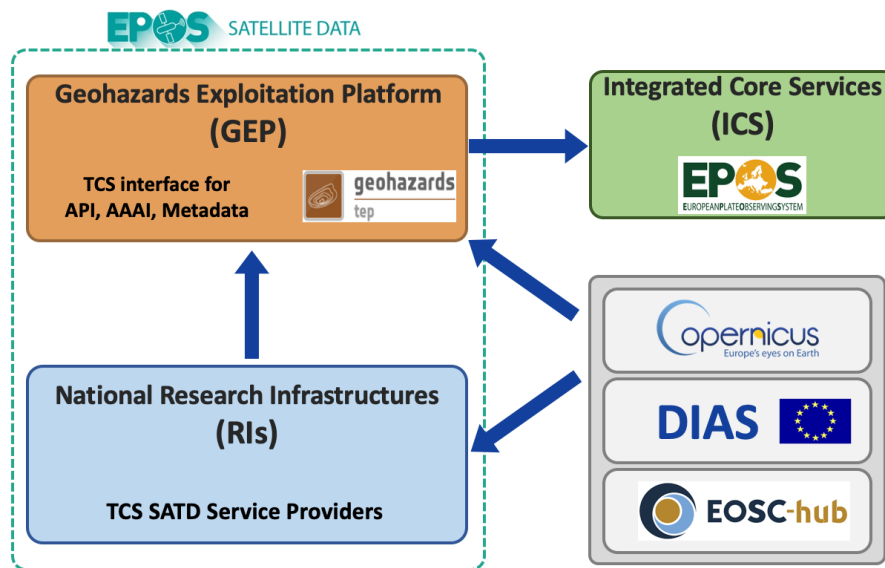 EPOS SATELLITE DATA
Geohazards Exploitation Platform
(GEP)
TCS interface for
API, AAAI, Metadata
geohazards
tep
Integrated Core Services
(ICS)
EPOS
EUROPEANPLATEOBSERVINGSYSTEM
National Research Infrastructures
(RIs)
TCS SATD Service Providers
Copernicus
Europe's eyes on Earth
DIAS
EOSC-hub